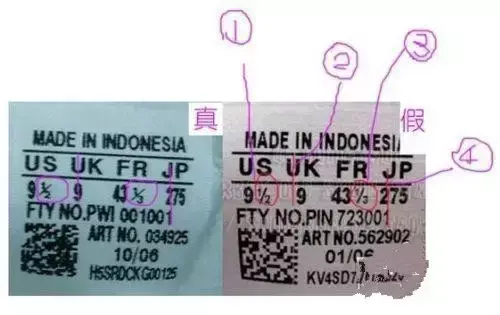 ① ② ③ ④
真 假
MADE IN INDONESIA
US UK FR JP
9½ 9 43⅓ 275
FTY NO.PWI 001001
ART NO. 034925
10/06
H5SRDCKG00125
MADE IN INDONESIA
US UK FR JP
9½ 9 43⅓ 275
FTY NO.PIN 723001
ART NO.562902
01/06